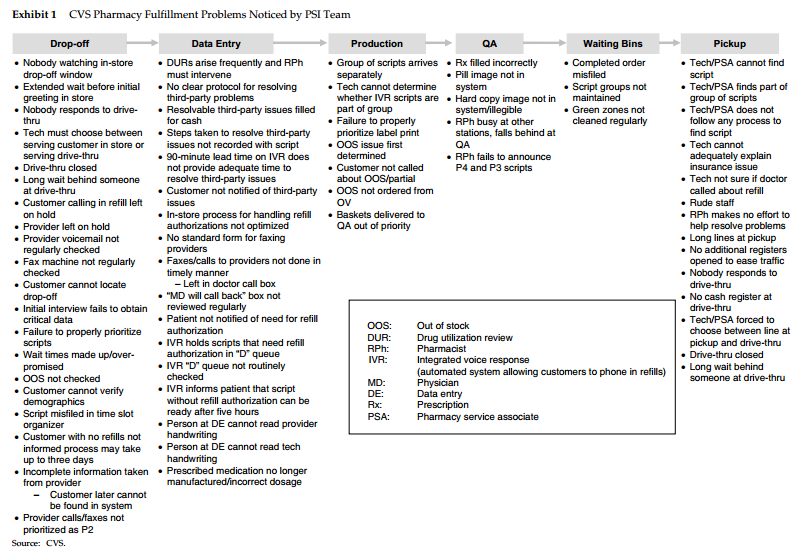 Exhibit 1 CVS Pharmacy Fulfillment Problems Noticed by PSI Team
Drop-off
• Nobody watching in-store
drop-off window
• Extended wait before initial
greeting in store
• Nobody responds to drive-
thru
• Tech must choose between
serving customer in store or
serving drive-thru
• Drive-thru closed
• Long wait behind someone
at drive-thru
• Customer calling in refill left
on hold
• Provider left on hold
• Provider voicemail not
regularly checked
• Fax machine not regularly
checked
• Customer cannot locate
drop-off
• Initial interview fails to obtain
critical data
• Failure to properly prioritize
scripts
• Wait times made up/over-
promised
• OOS not checked
• Customer cannot verify
demographics
• Script misfiled in time slot
organizer
• Customer with no refills not
informed process may take
up to three days
• Incomplete information taken
from provider
– Customer later cannot
be found in system
• Provider calls/faxes not
prioritized as P2
Data Entry
• DURs arise frequently and RPh
must intervene
• No clear protocol for resolving
third-party problems
• Resolvable third-party issues filled
for cash
• Steps taken to resolve third-party
issues not recorded with script
• 90-minute lead time on IVR does
not provide adequate time to
resolve third-party issues
• Customer not notified of third-party
issues
• In-store process for handling refill
authorizations not optimized
• No standard form for faxing
providers
• Faxes/calls to providers not done in
timely manner
– Left in doctor call box
• “MD will call back” box not
reviewed regularly
• Patient not notified of need for refill
authorization
• IVR holds scripts that need refill
authorization in “D” queue
• IVR “D” queue not routinely
checked
• IVR informs patient that script
without refill authorization can be
ready after five hours
• Person at DE cannot read provider
handwriting
• Person at DE cannot read tech
handwriting
• Prescribed medication no longer
manufactured/incorrect dosage
Production
• Group of scripts arrives
separately
• Tech cannot determine
whether IVR scripts are
part of group
• Failure to properly
prioritize label print
• OOS issue first
determined
• Customer not called
about OOS/partial
• OOS not ordered from
OV
• Baskets delivered to
QA out of priority
QA
• Rx filled incorrectly
• Pill image not in
system
• Hard copy image not in
system/illegible
• RPh busy at other
stations, falls behind at
QA
• RPh fails to announce
P4 and P3 scripts
Waiting Bins
• Completed order
misfiled
• Script groups not
maintained
• Green zones not
cleaned regularly
Pickup
• Tech/PSA cannot find
script
• Tech/PSA finds part of
group of scripts
• Tech/PSA does not
follow any process to
find script
• Tech cannot
adequately explain
insurance issue
• Tech not sure if doctor
called about refill
• Rude staff
• RPh makes no effort to
help resolve problems
• Long lines at pickup
• No additional registers
opened to ease traffic
• Nobody responds to
drive-thru
• No cash register at
drive-thru
• Tech/PSA forced to
choose between line at
pickup and drive-thru
• Drive-thru closed
• Long wait behind
someone at drive-thru
OOS: Out of stock
DUR: Drug utilization review
RPh: Pharmacist
IVR: Integrated voice response
(automated system allowing customers to phone in refills)
MD: Physician
DE: Data entry
Rx: Prescription
PSA: Pharmacy service associate
Source: CVS.